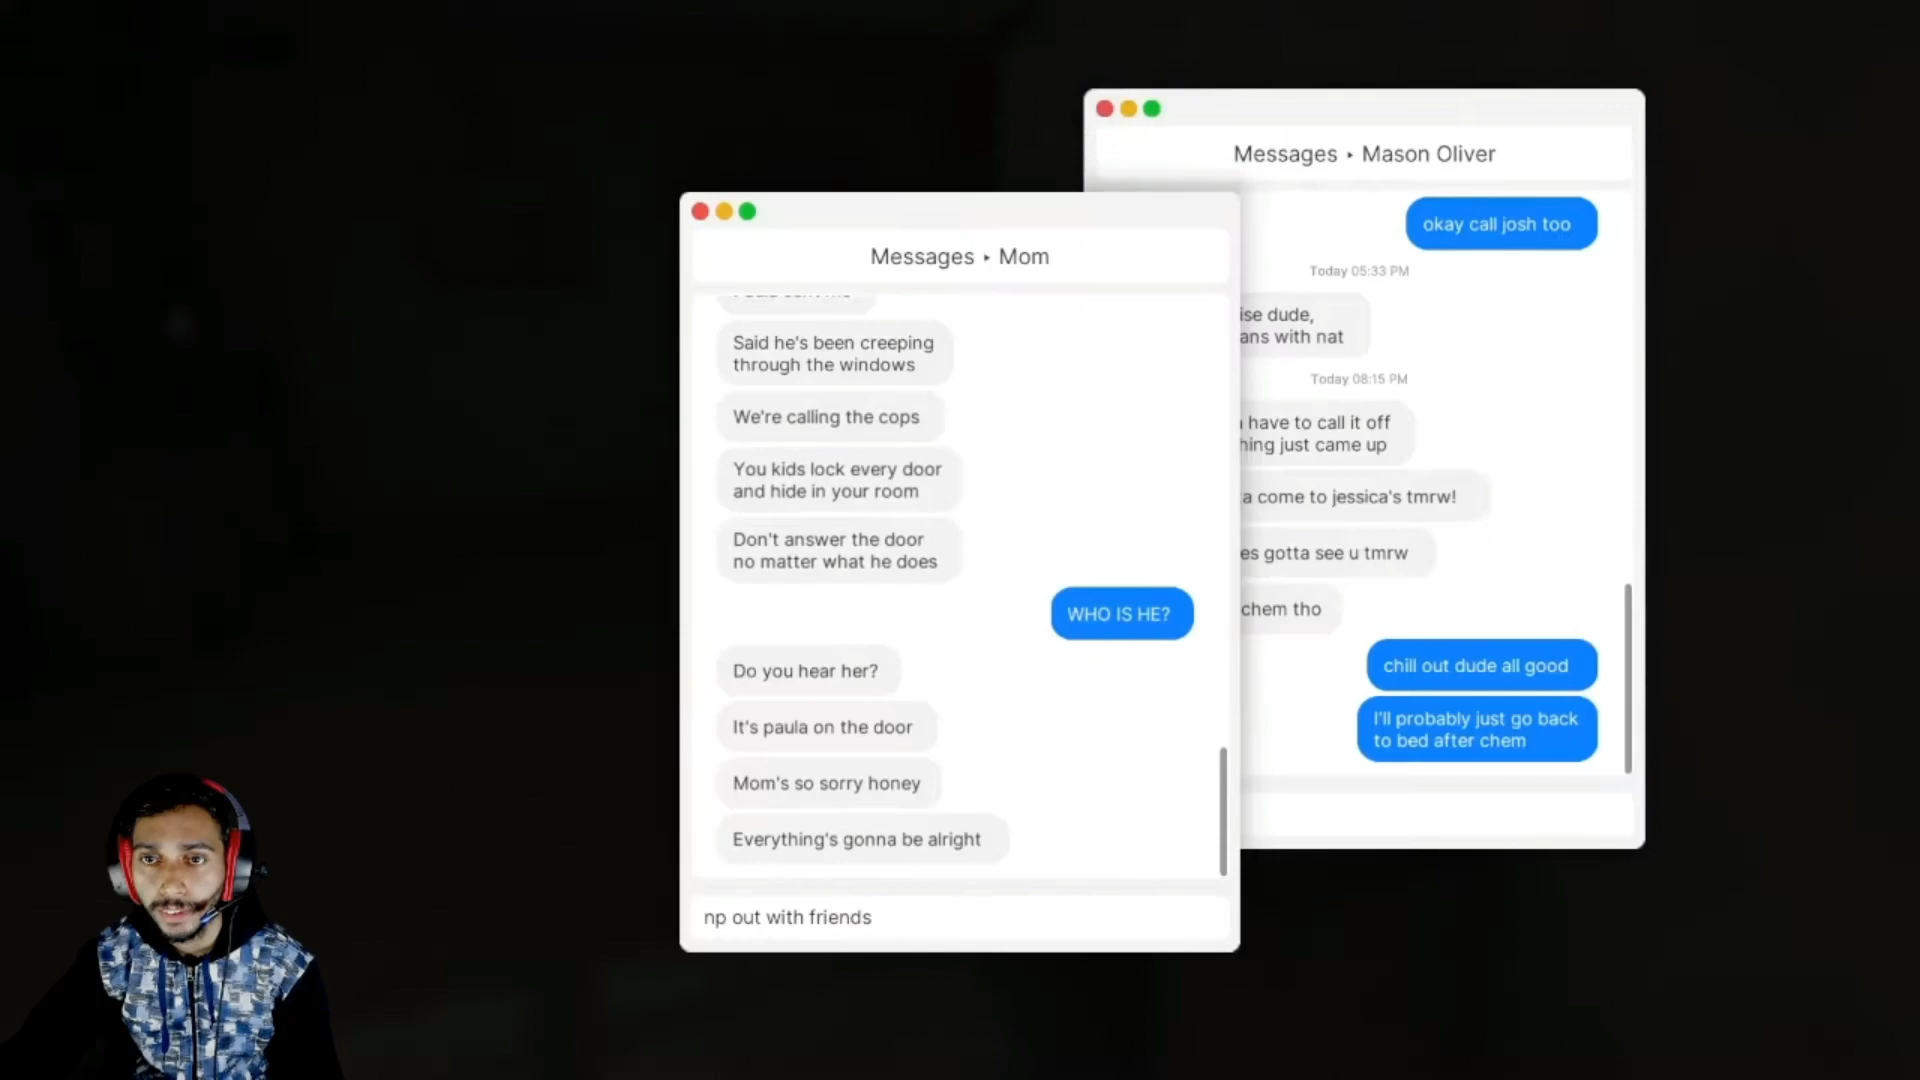 Messages ‣ Mom
Said he's been creeping
through the windows
We're calling the cops
You kids lock every door
and hide in your room
Don't answer the door
no matter what he does
WHO IS HE?
Do you hear her?
It's paula on the door
Mom's so sorry honey
Everything's gonna be alright
np out with friends
Messages ‣ Mason Oliver
okay call josh too
Today 05:33 PM
dude,
with nat
Today 08:15 PM
have to call it off
just came up
come to jessica's tmrw!
gotta see u tmrw
chem tho
chill out dude all good
I'll probably just go back
to bed after chem